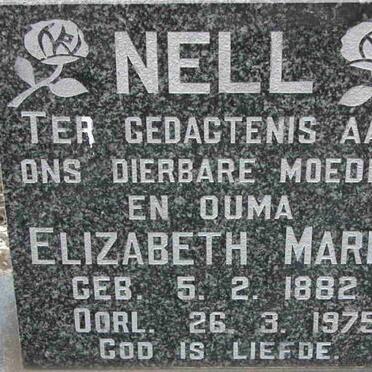 NELL
TER GEDAGTENIS AA
ONS DIERBARE MOED
EN OUMA
ELIZABETH MAR
GEB. 5. 2. 1882
OORL. 26. 3. 1975
GOD IS LIEFDE.